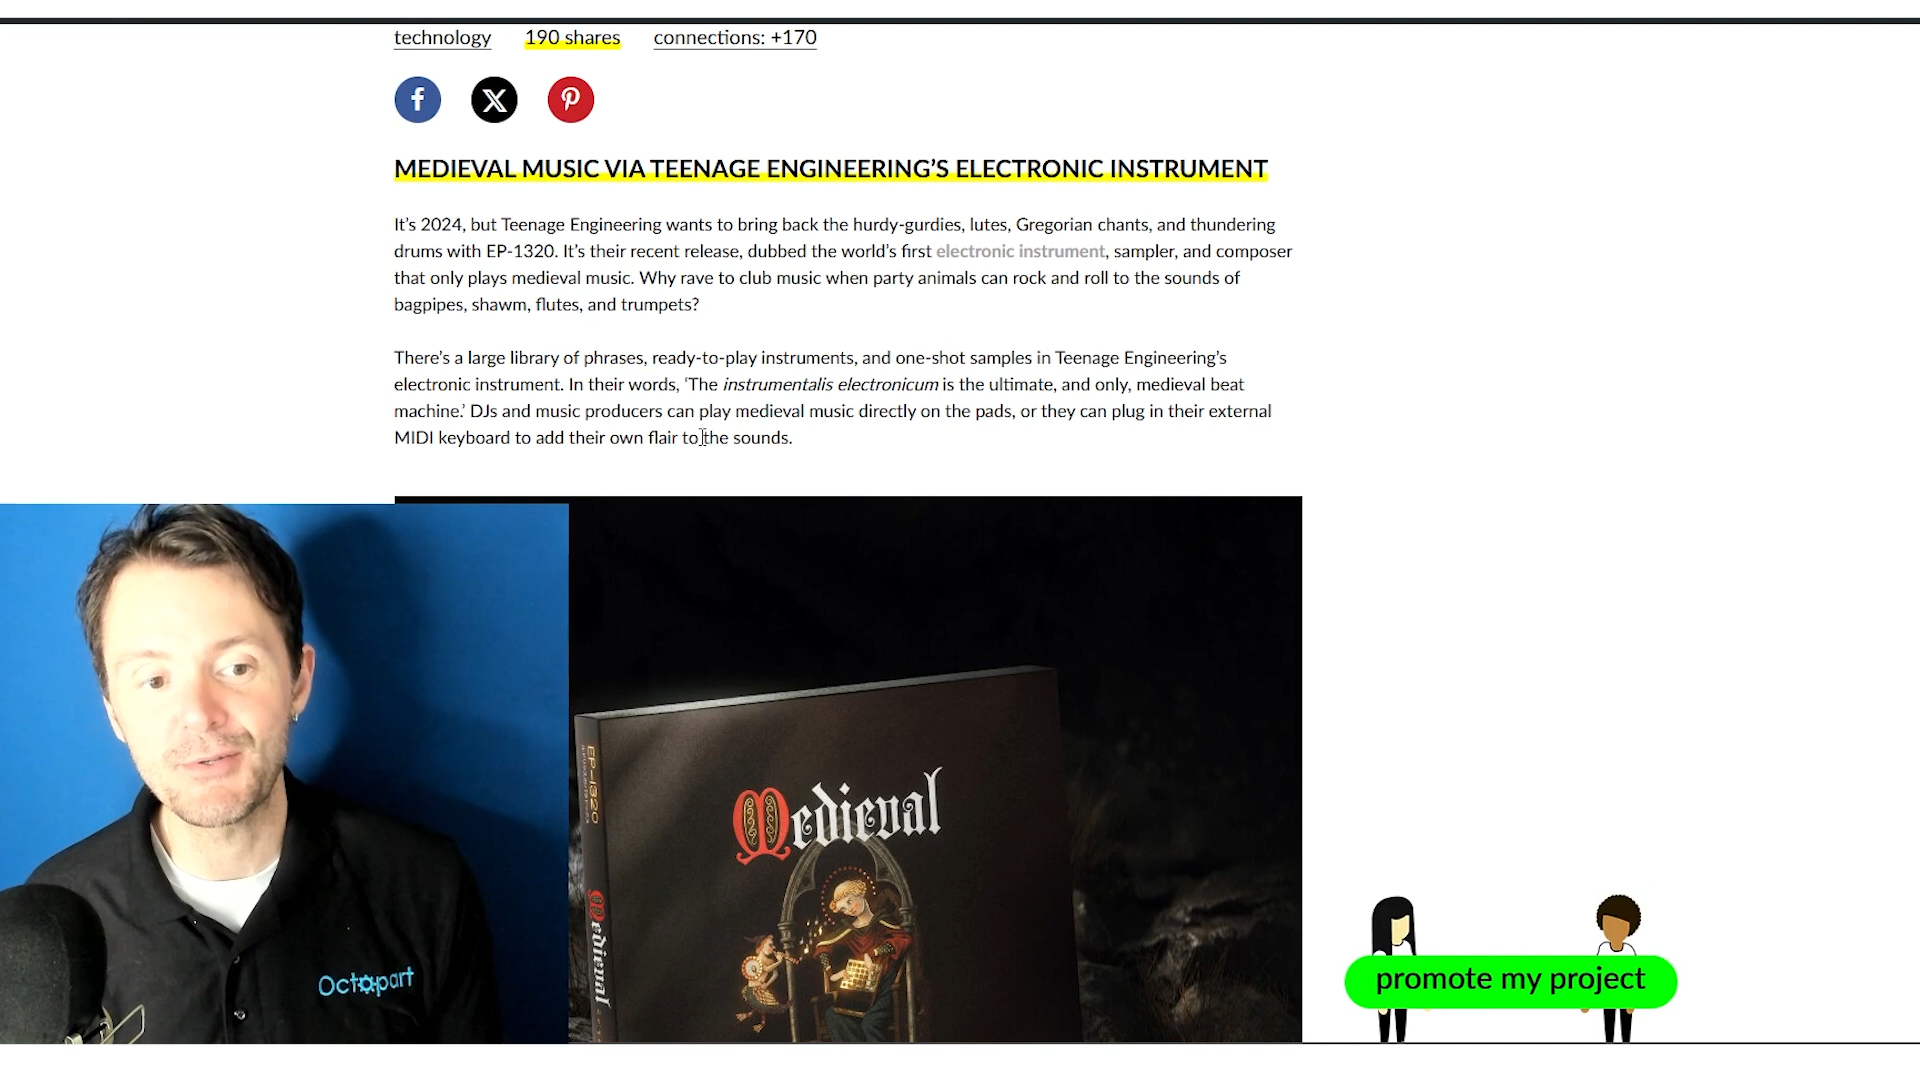 technology 190 shares connections: +170
MEDIEVAL MUSIC VIA TEENAGE ENGINEERING’S ELECTRONIC INSTRUMENT
It’s 2024, but Teenage Engineering wants to bring back the hurdy-gurdies, lutes, Gregorian chants, and thundering
drums with EP-1320. It’s their recent release, dubbed the world’s first electronic instrument, sampler, and composer
that only plays medieval music. Why rave to club music when party animals can rock and roll to the sounds of
bagpipes, shawm, flutes, and trumpets?
There’s a large library of phrases, ready-to-play instruments, and one-shot samples in Teenage Engineering’s
electronic instrument. In their words, ‘The instrumentalis electronicum is the ultimate, and only, medieval beat
machine.’ DJs and music producers can play medieval music directly on the pads, or they can plug in their external
MIDI keyboard to add their own flair to the sounds.
EP-1320
Medieval
Medieval
Octopart
promote my project